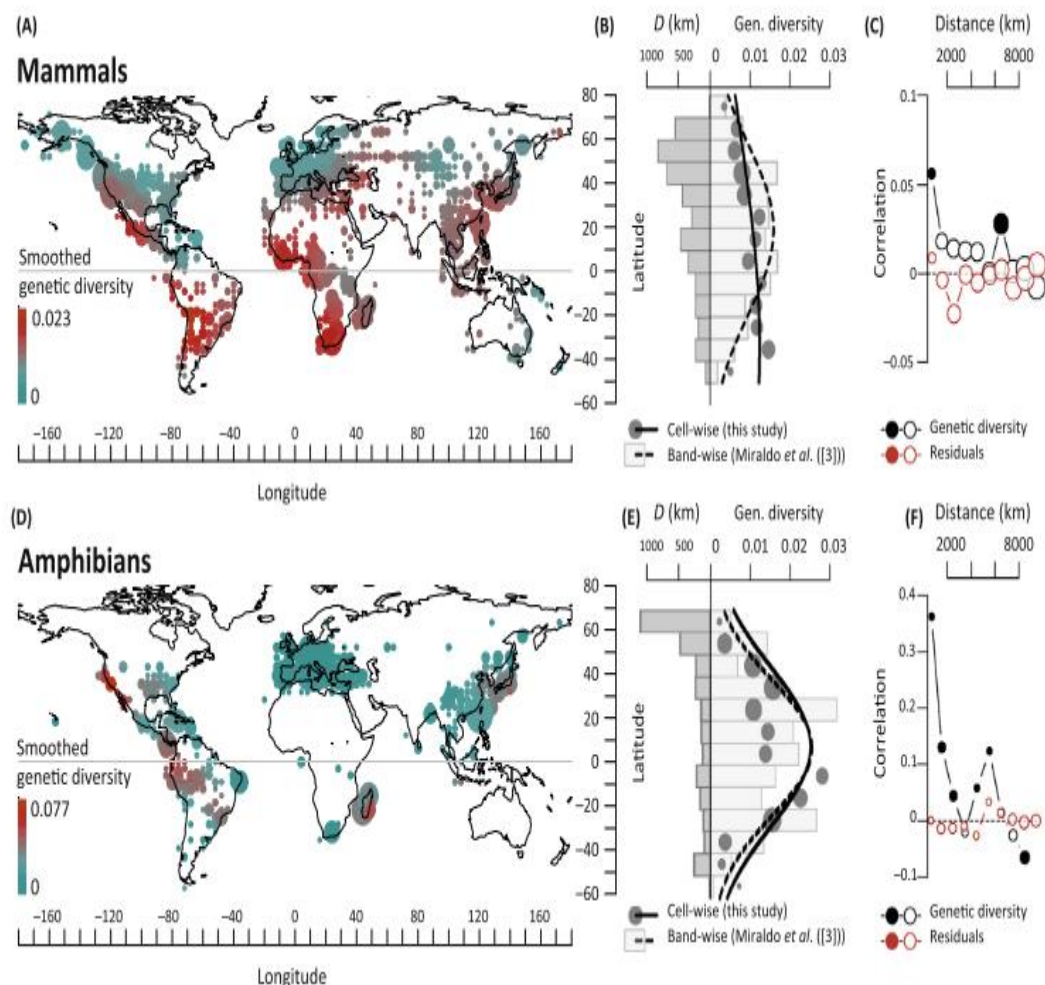 (A)
Mammals
Smoothed
genetic diversity
0.023
0
−160 −120 −80 −40 0 40 80 120 160
Longitude
(B)
D (km) Gen. diversity
1000 500 0 0.01 0.02 0.03
80
60
40
20
0
−20
−40
−60
Latitude
Cell-wise (this study)
Band-wise (Miraldo et al. ([3]))
(C)
Distance (km)
2000 8000
0.1
0.05
0
−0.05
Correlation
Genetic diversity
Residuals
(D)
Amphibians
Smoothed
genetic diversity
0.077
0
−160 −120 −80 −40 0 40 80 120 160
Longitude
(E)
D (km) Gen. diversity
1000 500 0 0.01 0.02 0.03
80
60
40
20
0
−20
−40
−60
Latitude
Cell-wise (this study)
Band-wise (Miraldo et al. ([3]))
(F)
Distance (km)
2000 8000
0.4
0.3
0.2
0.1
0
−0.1
Correlation
Genetic diversity
Residuals